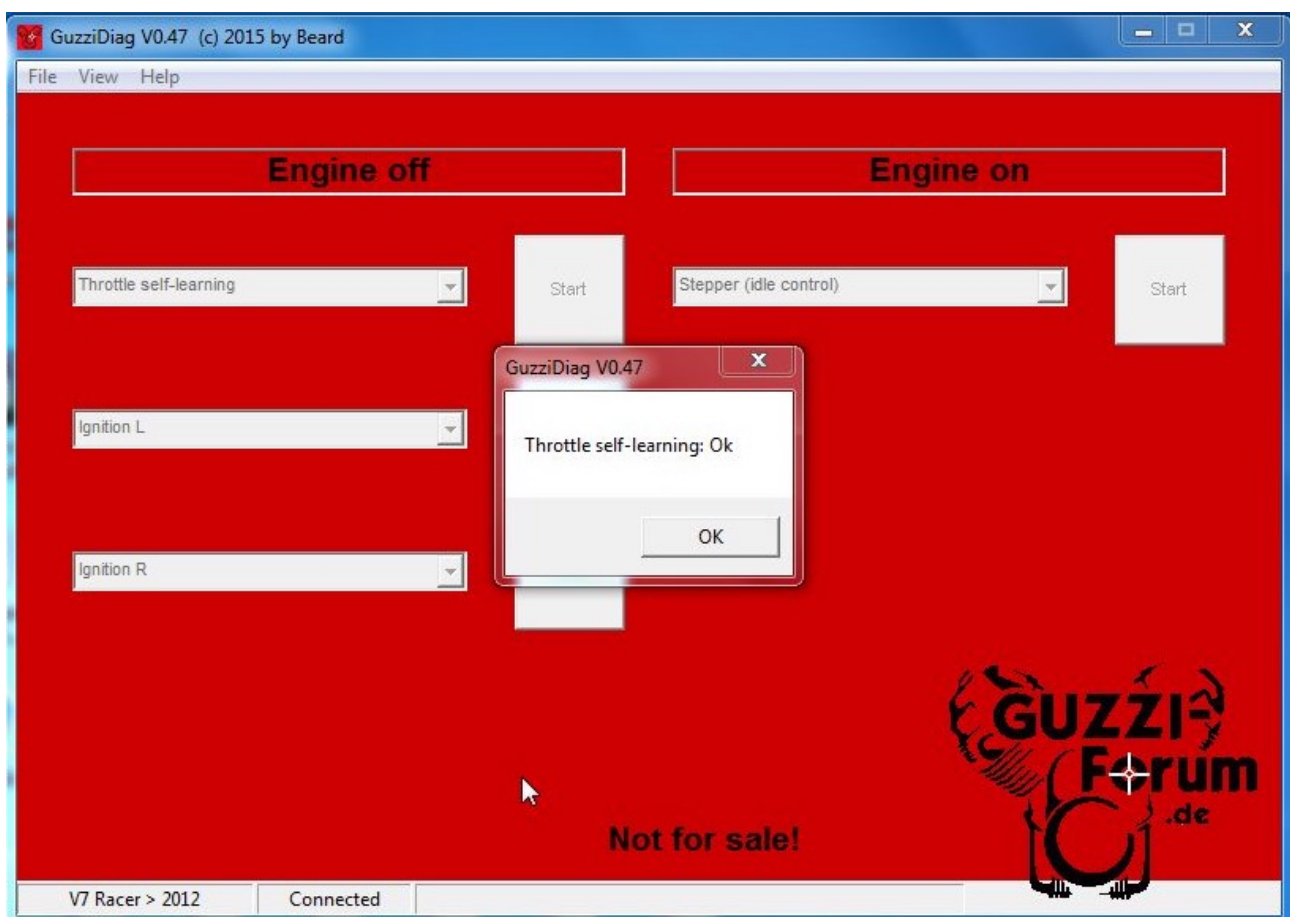 GuzziDiag V0.47 (c) 2015 by Beard
File View Help
Engine off
Engine on
Throttle self-learning
Start
Stepper (idle control)
Start
GuzziDiag V0.47
Throttle self-learning: Ok
OK
Ignition L
Ignition R
GUZZI-
Forum
.de
Not for sale!
V7 Racer > 2012
Connected